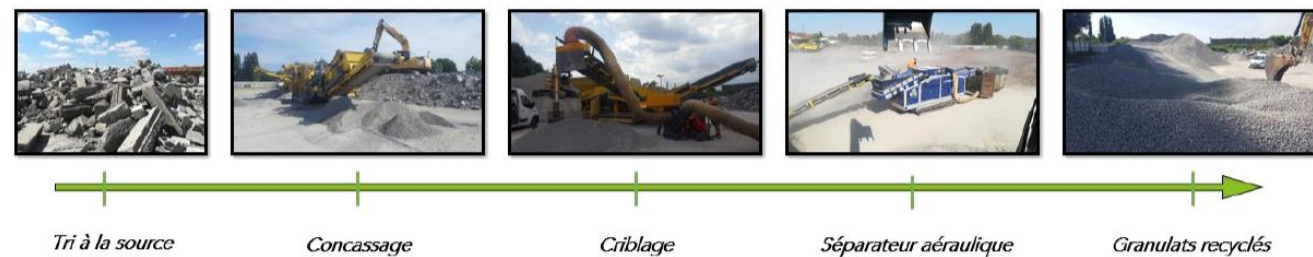 Tri à la source
Concassage
Criblage
Séparateur aéraulique
Granulats recyclés